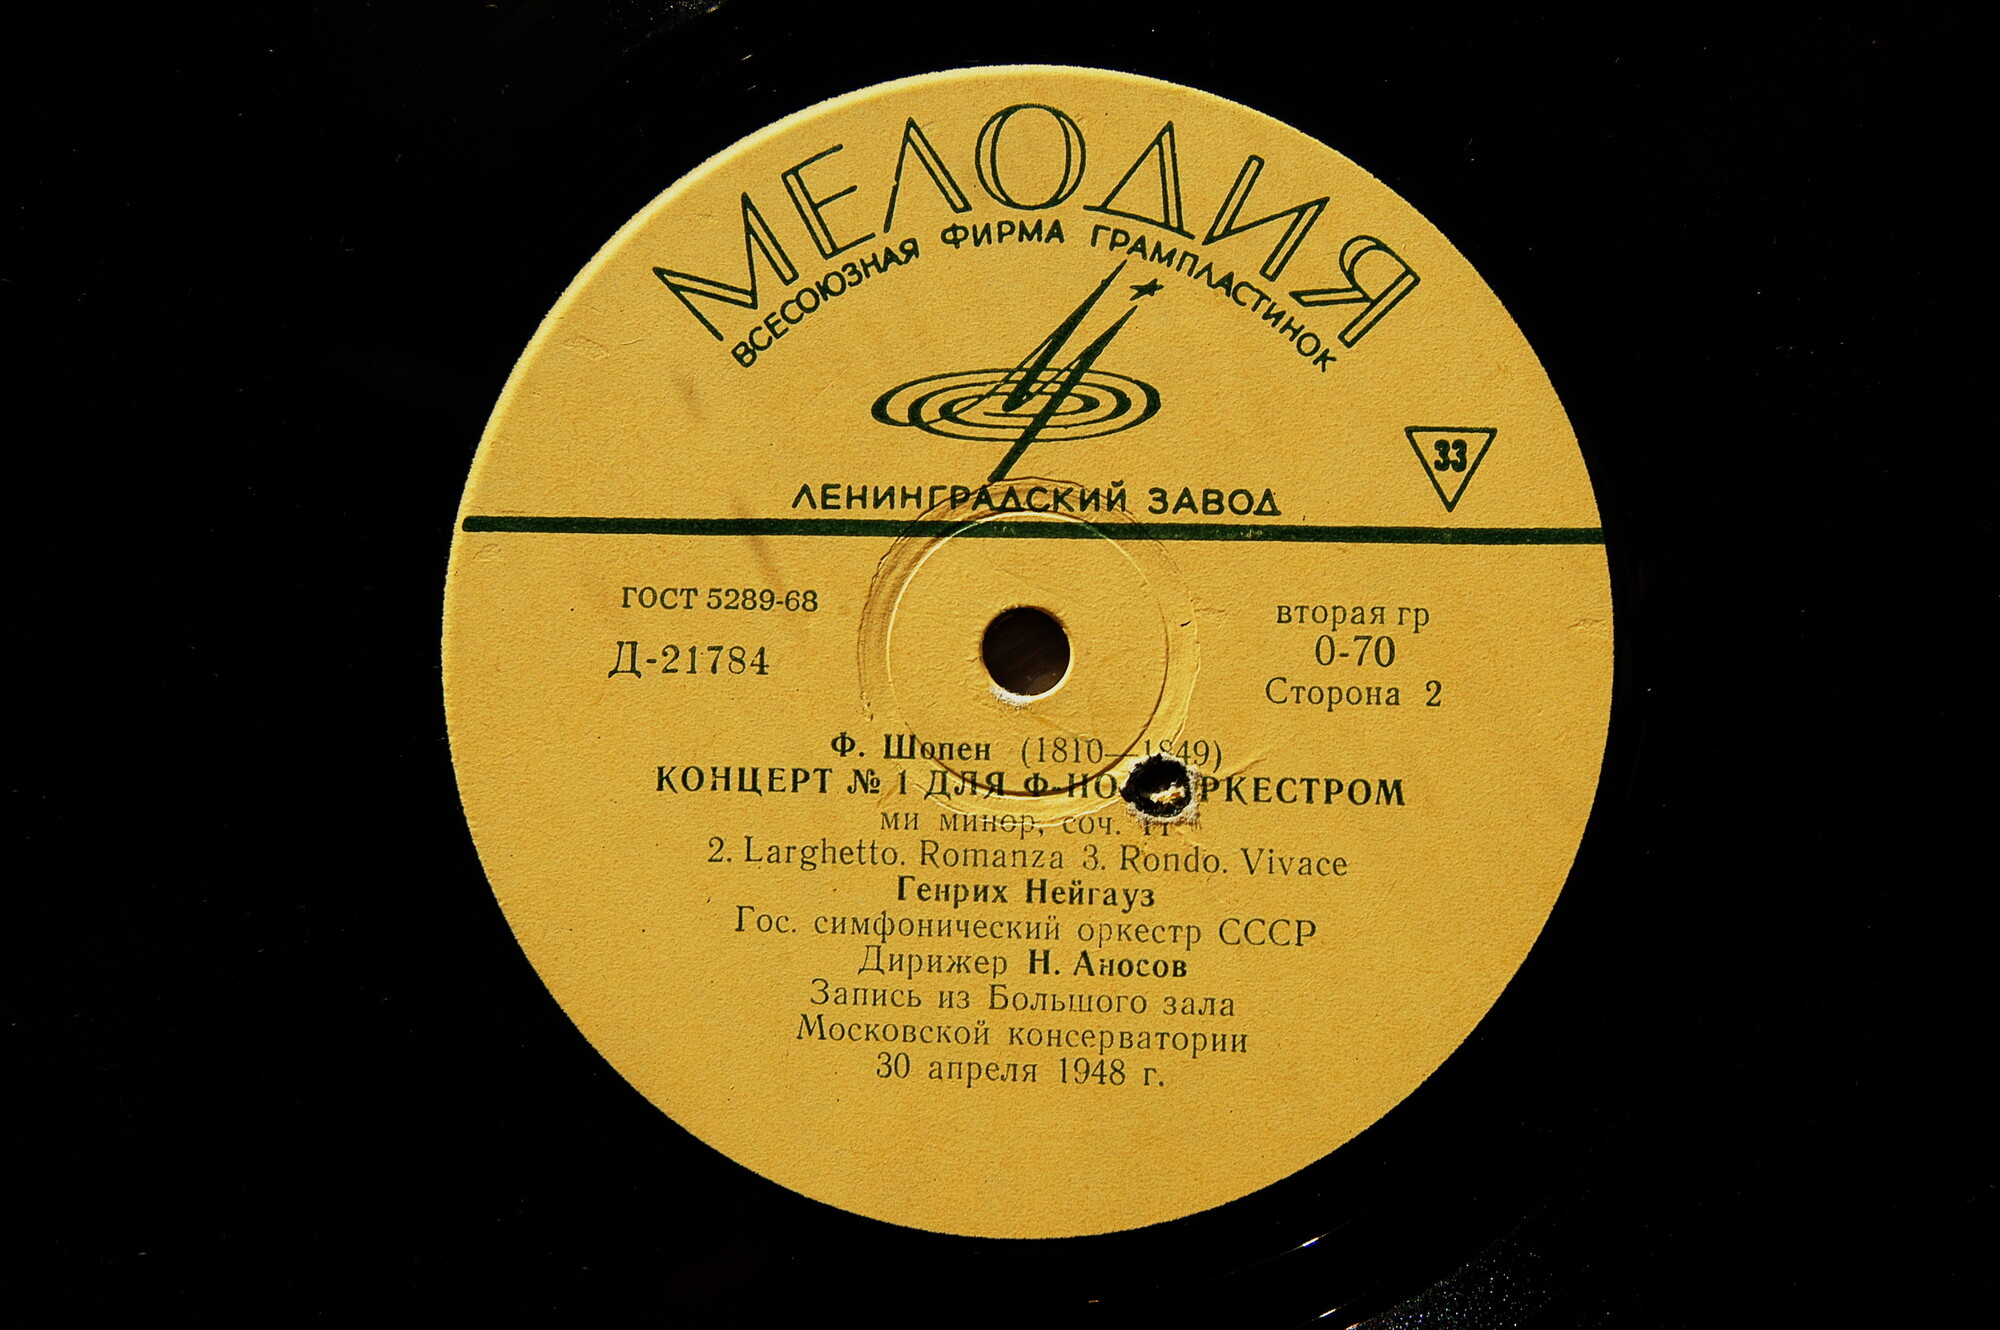 МЕЛОДИЯ
ВСЕСОЮЗНАЯ ФИРМА ГРАМПЛАСТИНОК
33
ЛЕНИНГРАДСКИЙ ЗАВОД
ГОСТ 5289-68
Д-21784
вторая гр
0-70
Сторона 2
Ф. Шопен (1810—1849)
КОНЦЕРТ № 1 ДЛЯ Ф-НО РКЕСТРОМ
ми минор, соч. 11
2. Larghetto. Romanza 3. Rondo. Vivace
Генрих Нейгауз
Гос. симфонический оркестр СССР
Дирижер Н. Аносов
Запись из Большого зала
Московской консерватории
30 апреля 1948 г.